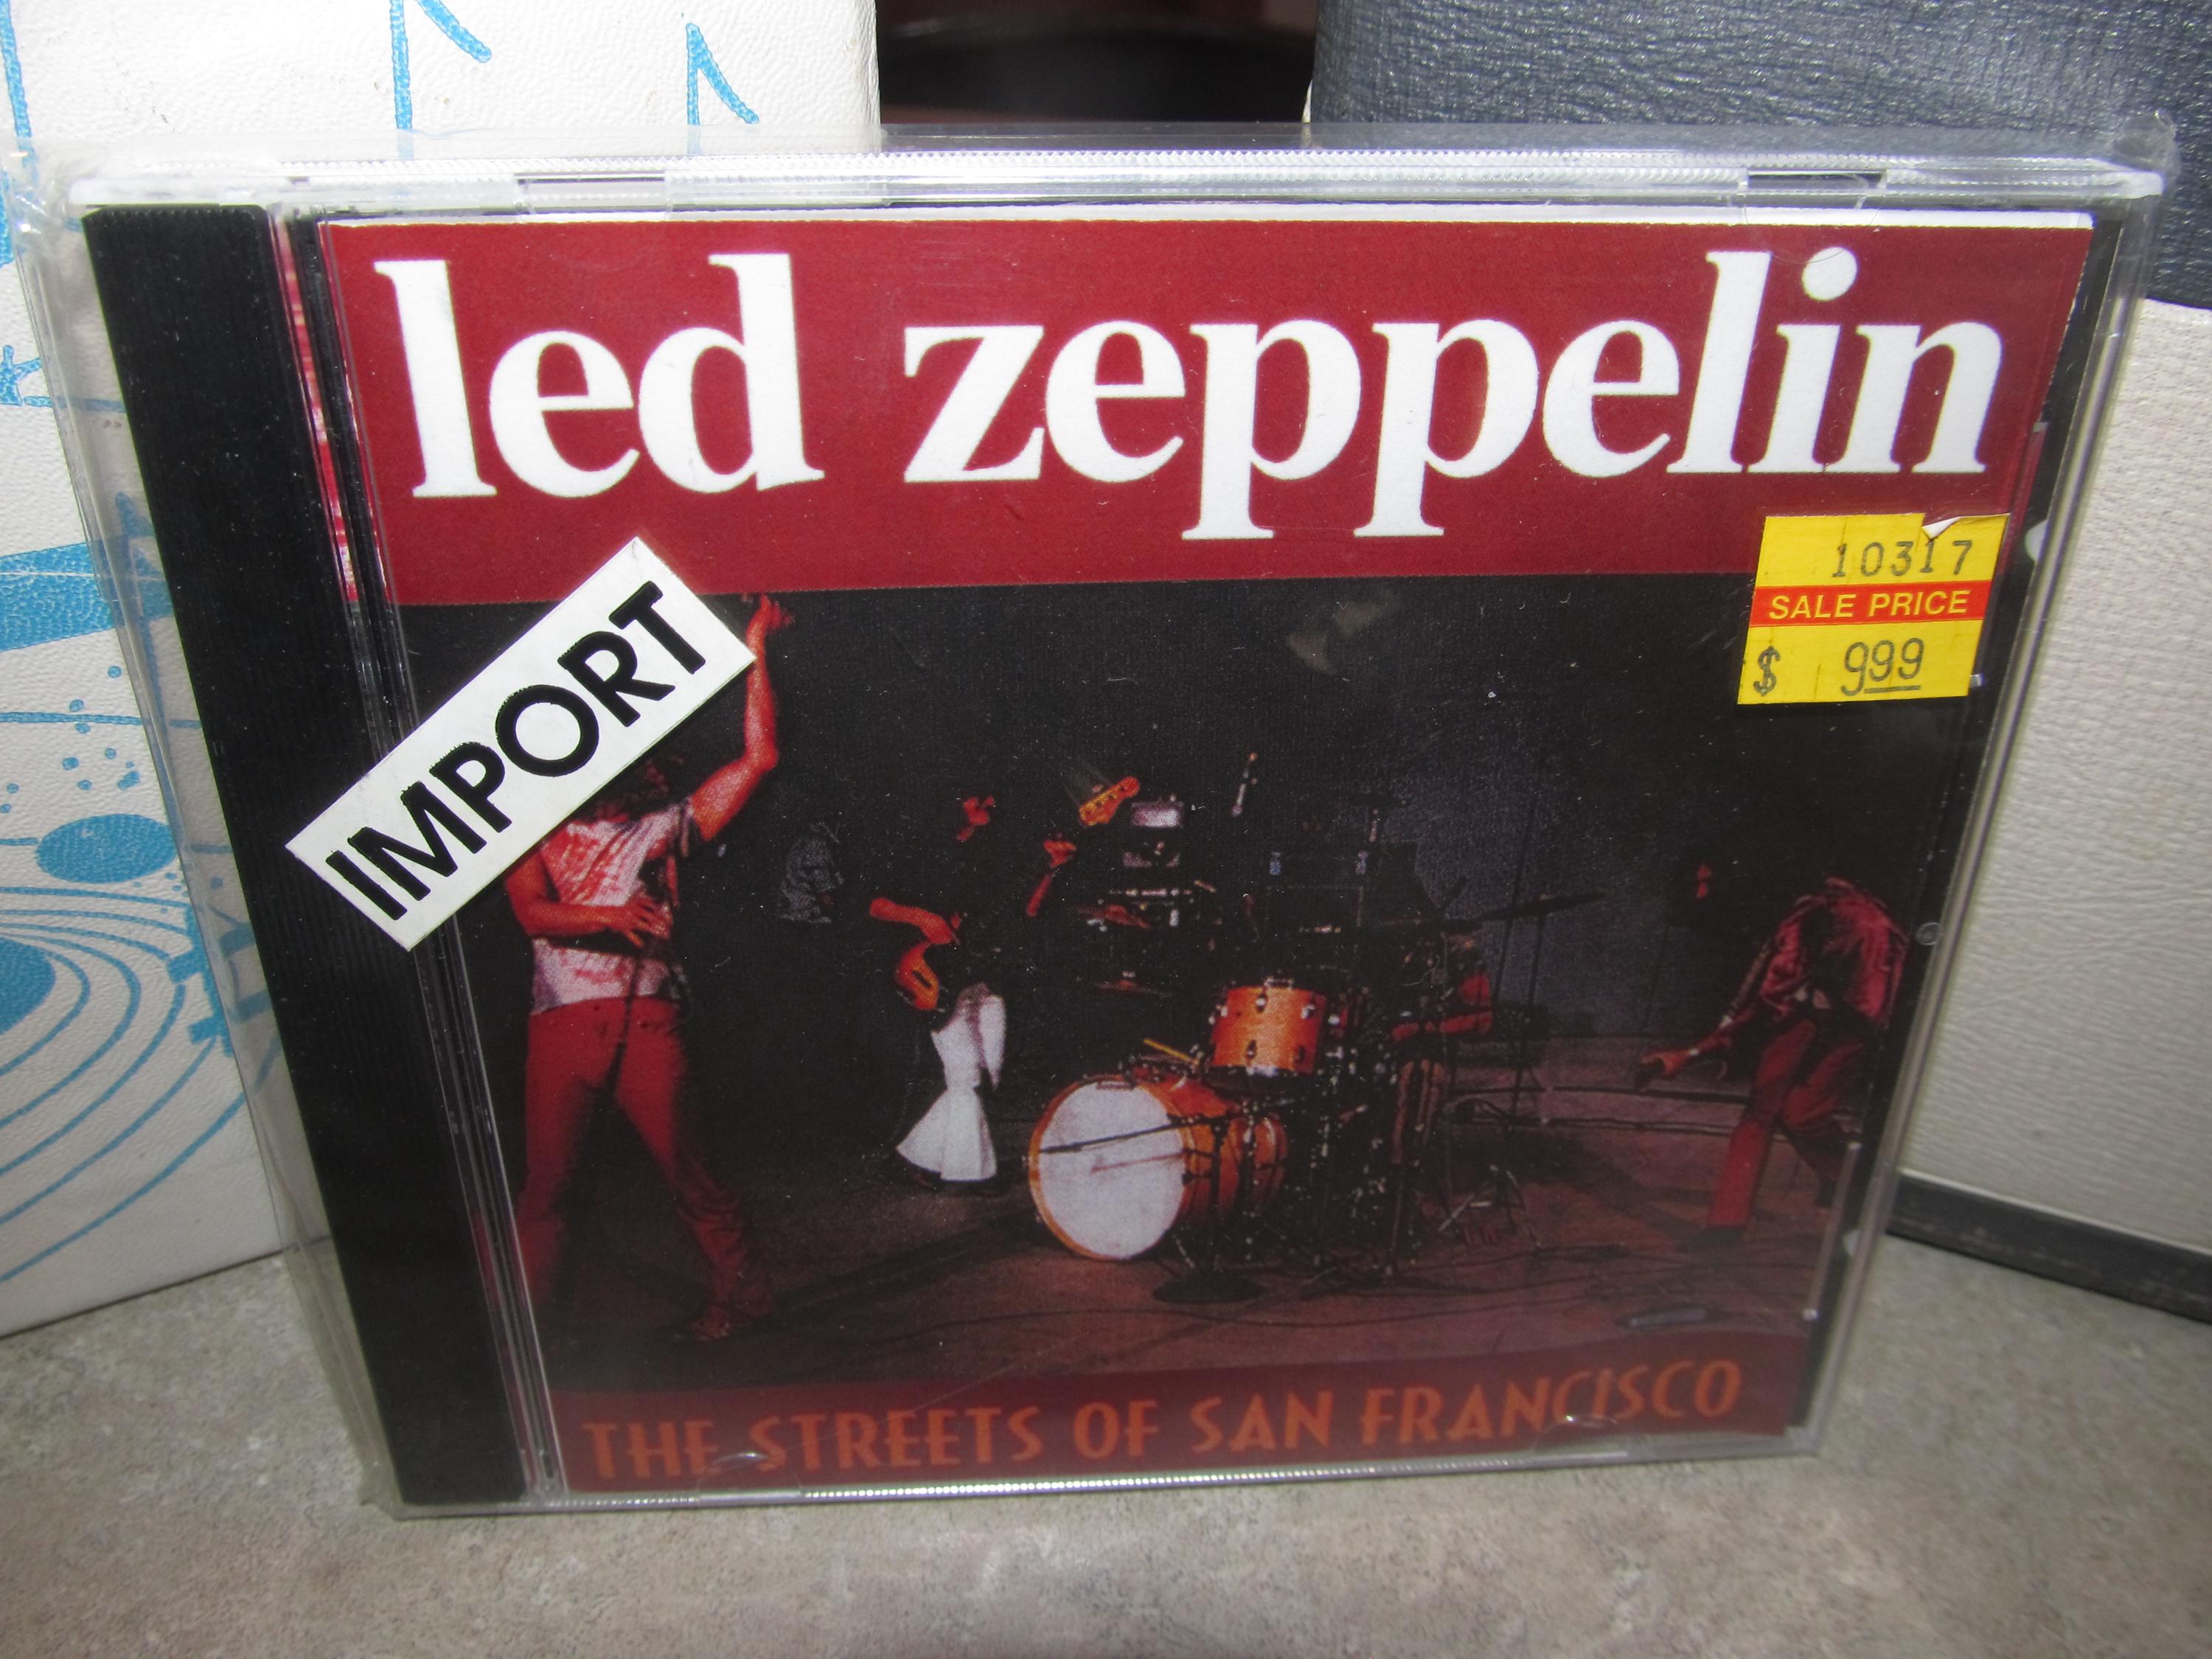 led zeppelin
IMPORT
10317
SALE PRICE
$ 999
THE STREETS OF SAN FRANCISCO